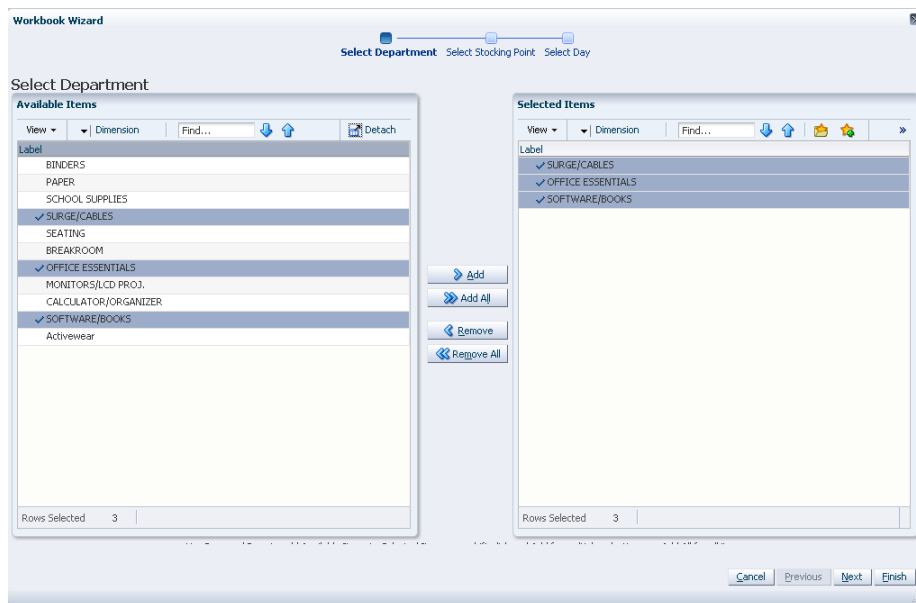 Workbook Wizard
Select Department Select Stocking Point Select Day
Select Department
Available Items
View Dimension Find... Detach
Label
BINDERS
PAPER
SCHOOL SUPPLIES
SURGE/CABLES
SEATING
BREAKROOM
OFFICE ESSENTIALS
MONITORS/LCD PROJ.
CALCULATOR/ORGANIZER
SOFTWARE/BOOKS
Activewear
Rows Selected 3
Add
Add All
Remove
Remove All
Selected Items
View Dimension Find... »
Label
SURGE/CABLES
OFFICE ESSENTIALS
SOFTWARE/BOOKS
Rows Selected 3
Cancel Previous Next Finish